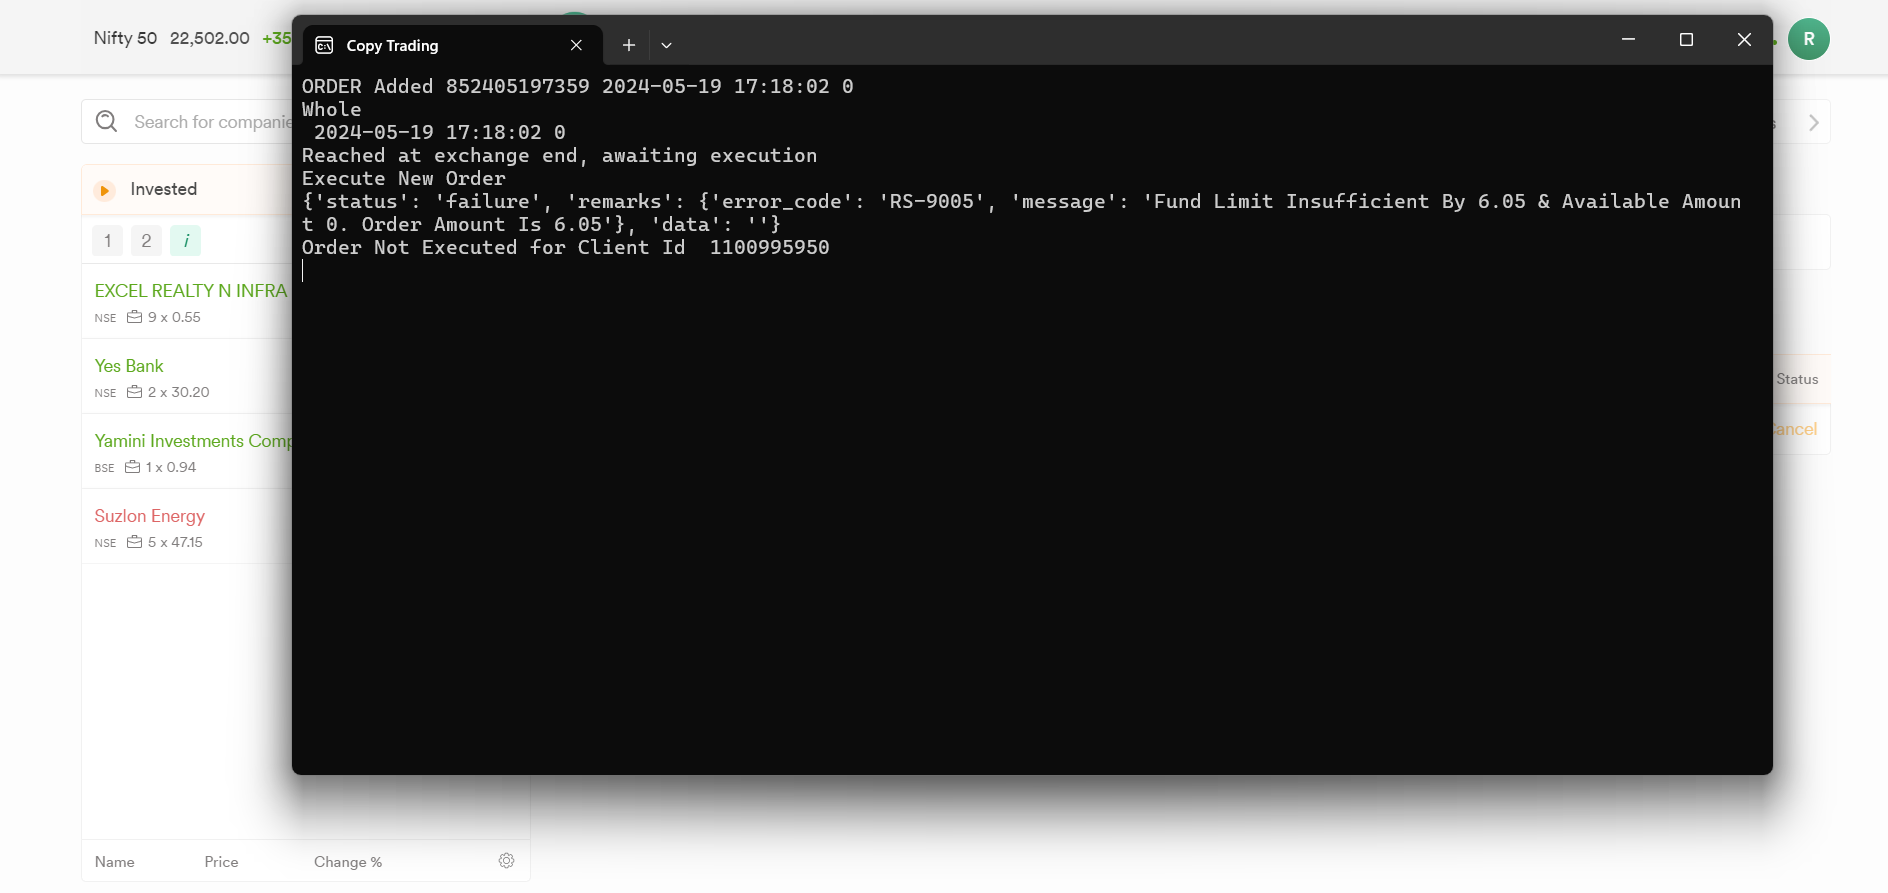 Nifty 50 22,502.00 +35
Copy Trading
R
Search for companie
Invested
1 2 i
EXCEL REALTY N INFRA
NSE 9 x 0.55
Yes Bank
NSE 2 x 30.20
Yamini Investments Comp
BSE 1 x 0.94
Suzlon Energy
NSE 5 x 47.15
Name Price Change %
ORDER Added 852405197359 2024-05-19 17:18:02 0
Whole
2024-05-19 17:18:02 0
Reached at exchange end, awaiting execution
Execute New Order
{'status': 'failure', 'remarks': {'error_code': 'RS-9005', 'message': 'Fund Limit Insufficient By 6.05 & Available Amoun
t 0. Order Amount Is 6.05'}, 'data': ''}
Order Not Executed for Client Id 1100995950
s
Status
Cancel